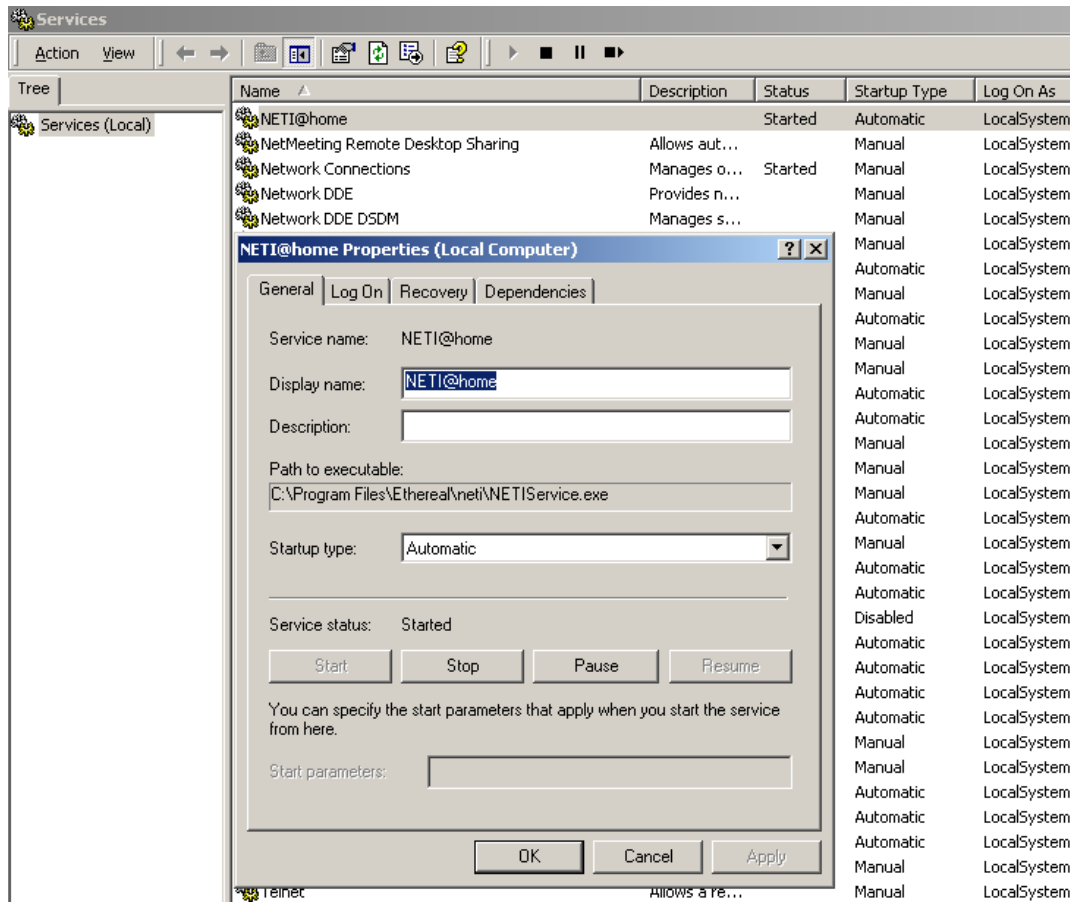 Services
Action View
Tree
Name Description Status Startup Type Log On As
Services (Local)
NETI@home Started Automatic LocalSystem
NetMeeting Remote Desktop Sharing Allows aut... Manual LocalSystem
Network Connections Manages o... Started Manual LocalSystem
Network DDE Provides n... Manual LocalSystem
Network DDE DSDM Manages s... Manual LocalSystem
Manual LocalSystem
Automatic LocalSystem
Manual LocalSystem
Automatic LocalSystem
Manual LocalSystem
Manual LocalSystem
Automatic LocalSystem
Automatic LocalSystem
Manual LocalSystem
Manual LocalSystem
Manual LocalSystem
Automatic LocalSystem
Manual LocalSystem
Automatic LocalSystem
Automatic LocalSystem
Disabled LocalSystem
Automatic LocalSystem
Automatic LocalSystem
Automatic LocalSystem
Automatic LocalSystem
Manual LocalSystem
Manual LocalSystem
Automatic LocalSystem
Automatic LocalSystem
Automatic LocalSystem
Manual LocalSystem
Telnet Allows a re... Manual LocalSystem
NETI@home Properties (Local Computer)
General Log On Recovery Dependencies
Service name: NETI@home
Display name: NETI@home
Description:
Path to executable:
C:\Program Files\Ethereal\neti\NETIService.exe
Startup type: Automatic
Service status: Started
Start Stop Pause Resume
You can specify the start parameters that apply when you start the service
from here.
Start parameters:
OK Cancel Apply